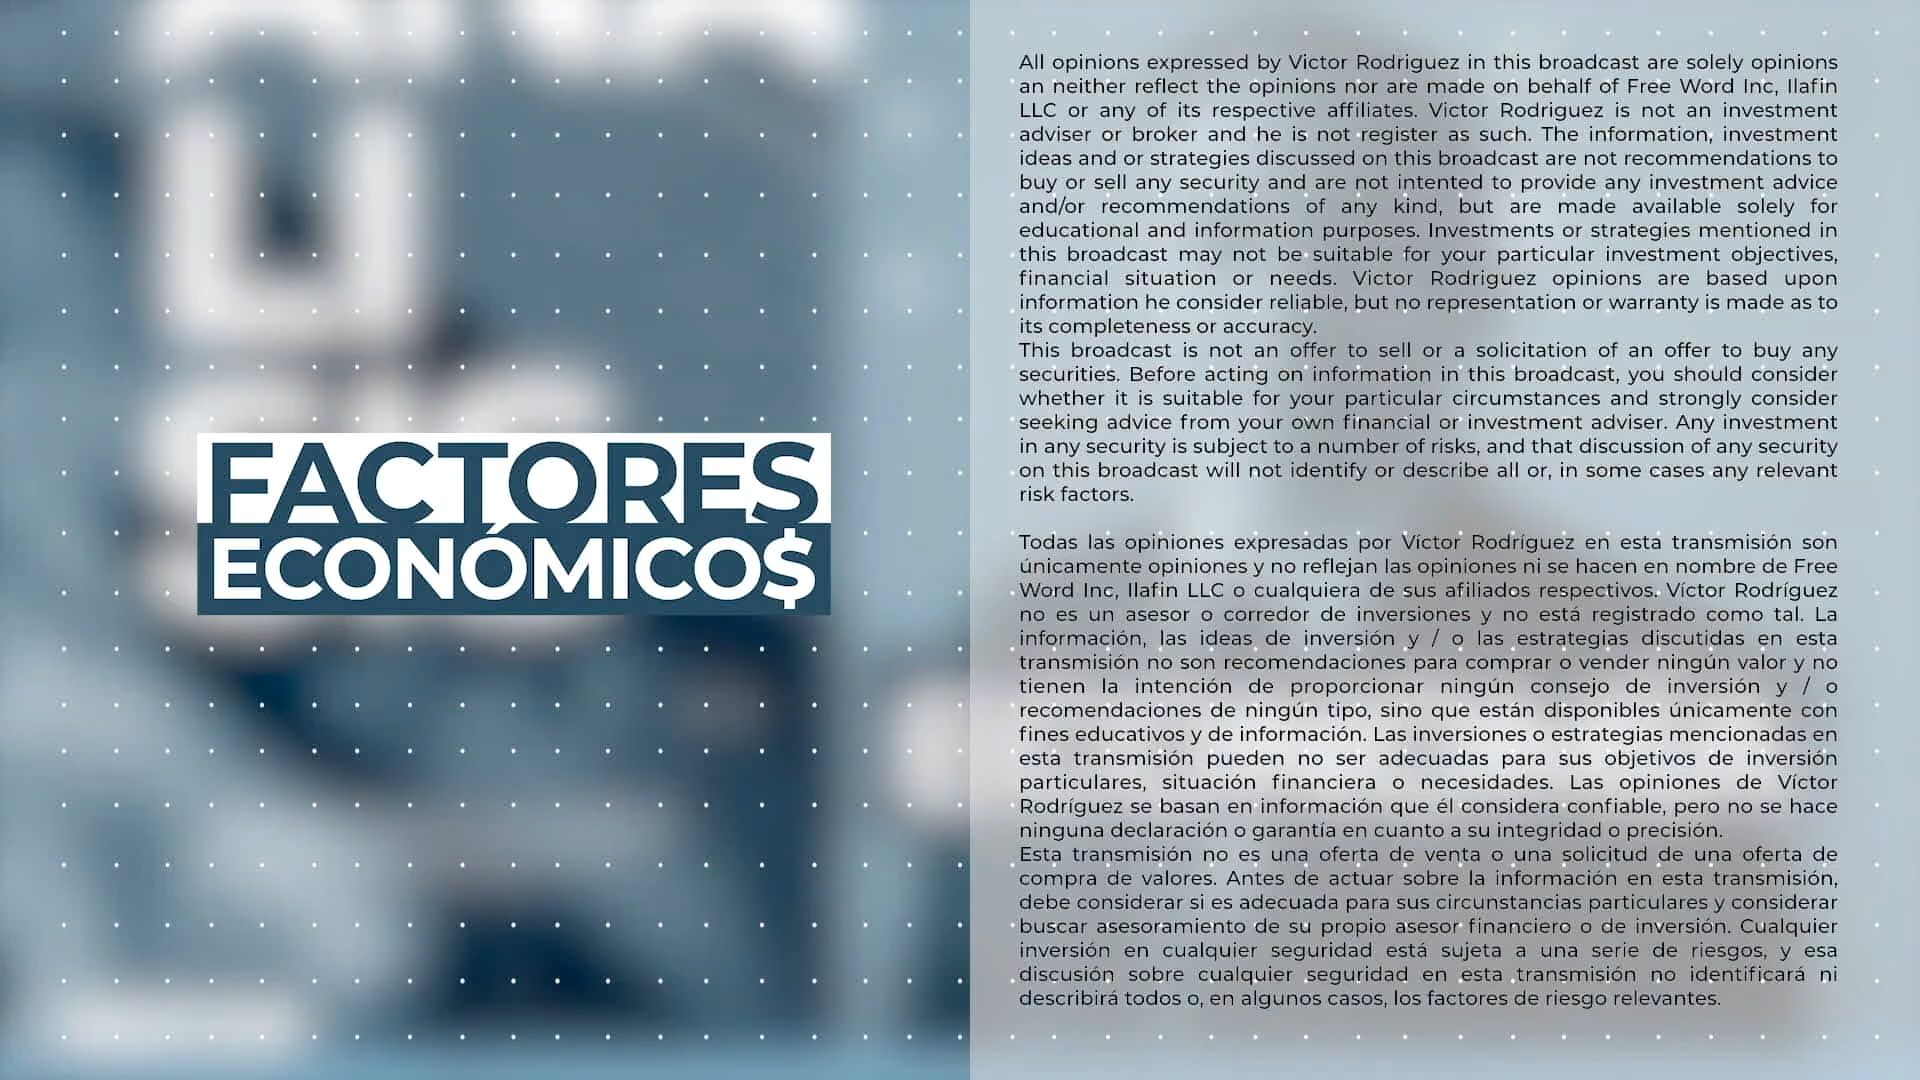 FACTORES
ECONÓMICO$
All opinions expressed by Victor Rodriguez in this broadcast are solely opinions
an neither reflect the opinions nor are made on behalf of Free Word Inc, Ilafin
LLC or any of its respective affiliates. Victor Rodriguez is not an investment
adviser or broker and he is not register as such. The information, investment
ideas and or strategies discussed on this broadcast are not recommendations to
buy or sell any security and are not intented to provide any investment advice
and/or recommendations of any kind, but are made available solely for
educational and information purposes. Investments or strategies mentioned in
this broadcast may not be suitable for your particular investment objectives,
financial situation or needs. Victor Rodriguez opinions are based upon
information he consider reliable, but no representation or warranty is made as to
its completeness or accuracy.
This broadcast is not an offer to sell or a solicitation of an offer to buy any
securities. Before acting on information in this broadcast, you should consider
whether it is suitable for your particular circumstances and strongly consider
seeking advice from your own financial or investment adviser. Any investment
in any security is subject to a number of risks, and that discussion of any security
on this broadcast will not identify or describe all or, in some cases any relevant
risk factors.
Todas las opiniones expresadas por Víctor Rodríguez en esta transmisión son
únicamente opiniones y no reflejan las opiniones ni se hacen en nombre de Free
Word Inc, Ilafin LLC o cualquiera de sus afiliados respectivos. Víctor Rodríguez
no es un asesor o corredor de inversiones y no está registrado como tal. La
información, las ideas de inversión y / o las estrategias discutidas en esta
transmisión no son recomendaciones para comprar o vender ningún valor y no
tienen la intención de proporcionar ningún consejo de inversión y / o
recomendaciones de ningún tipo, sino que están disponibles únicamente con
fines educativos y de información. Las inversiones o estrategias mencionadas en
esta transmisión pueden no ser adecuadas para sus objetivos de inversión
particulares, situación financiera o necesidades. Las opiniones de Víctor
Rodríguez se basan en información que él considera confiable, pero no se hace
ninguna declaración o garantía en cuanto a su integridad o precisión.
Esta transmisión no es una oferta de venta o una solicitud de una oferta de
compra de valores. Antes de actuar sobre la información en esta transmisión,
debe considerar si es adecuada para sus circunstancias particulares y considerar
buscar asesoramiento de su propio asesor financiero o de inversión. Cualquier
inversión en cualquier seguridad está sujeta a una serie de riesgos, y esa
discusión sobre cualquier seguridad en esta transmisión no identificará ni
describirá todos o, en algunos casos, los factores de riesgo relevantes.